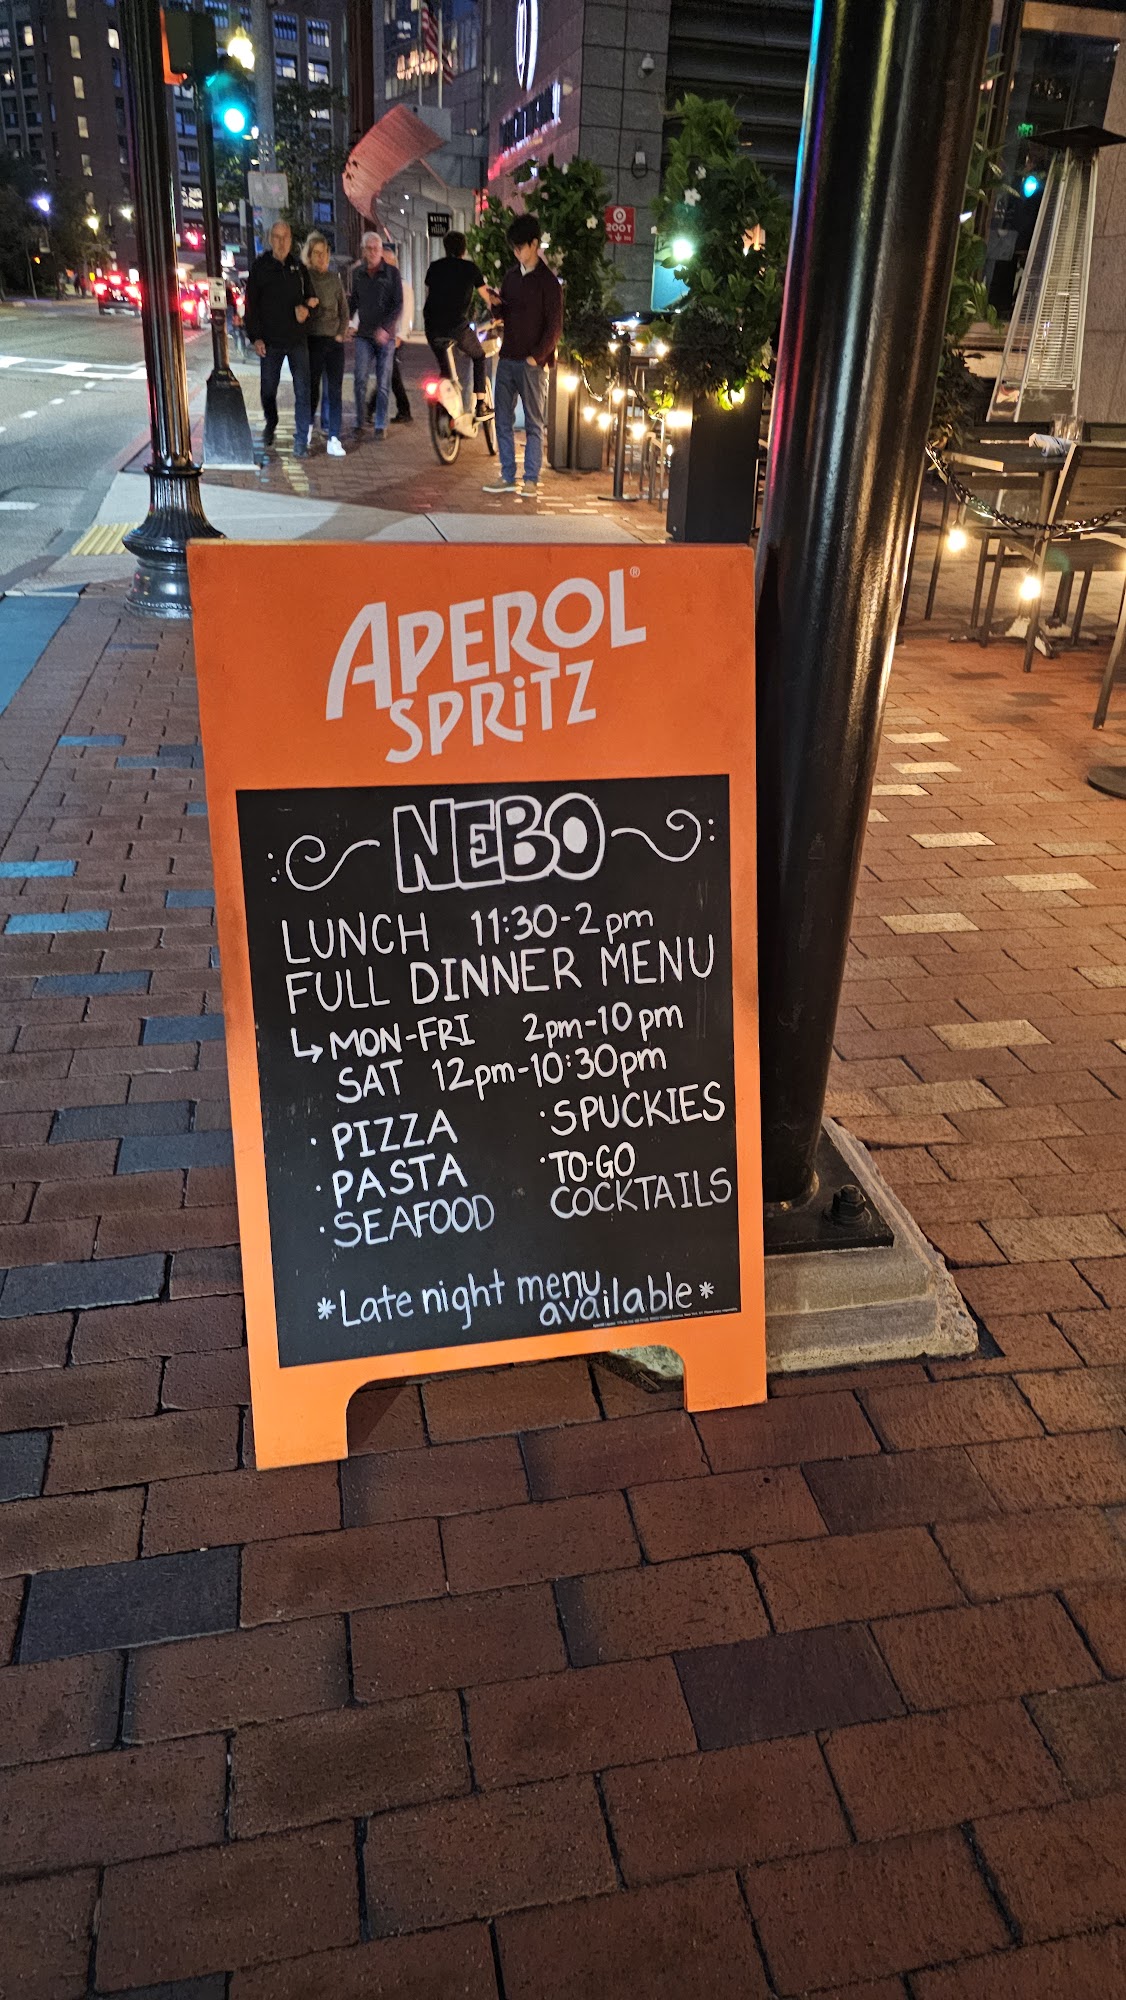 APEROL®
SPRiTZ
NEBO
LUNCH 11:30-2pm
FULL DINNER MENU
↳ MON-FRI 2pm-10pm
SAT 12pm-10:30pm
· PIZZA
· PASTA
· SEAFOOD
· SPUCKIES
· TO-GO
COCKTAILS
*Late night menu
available*